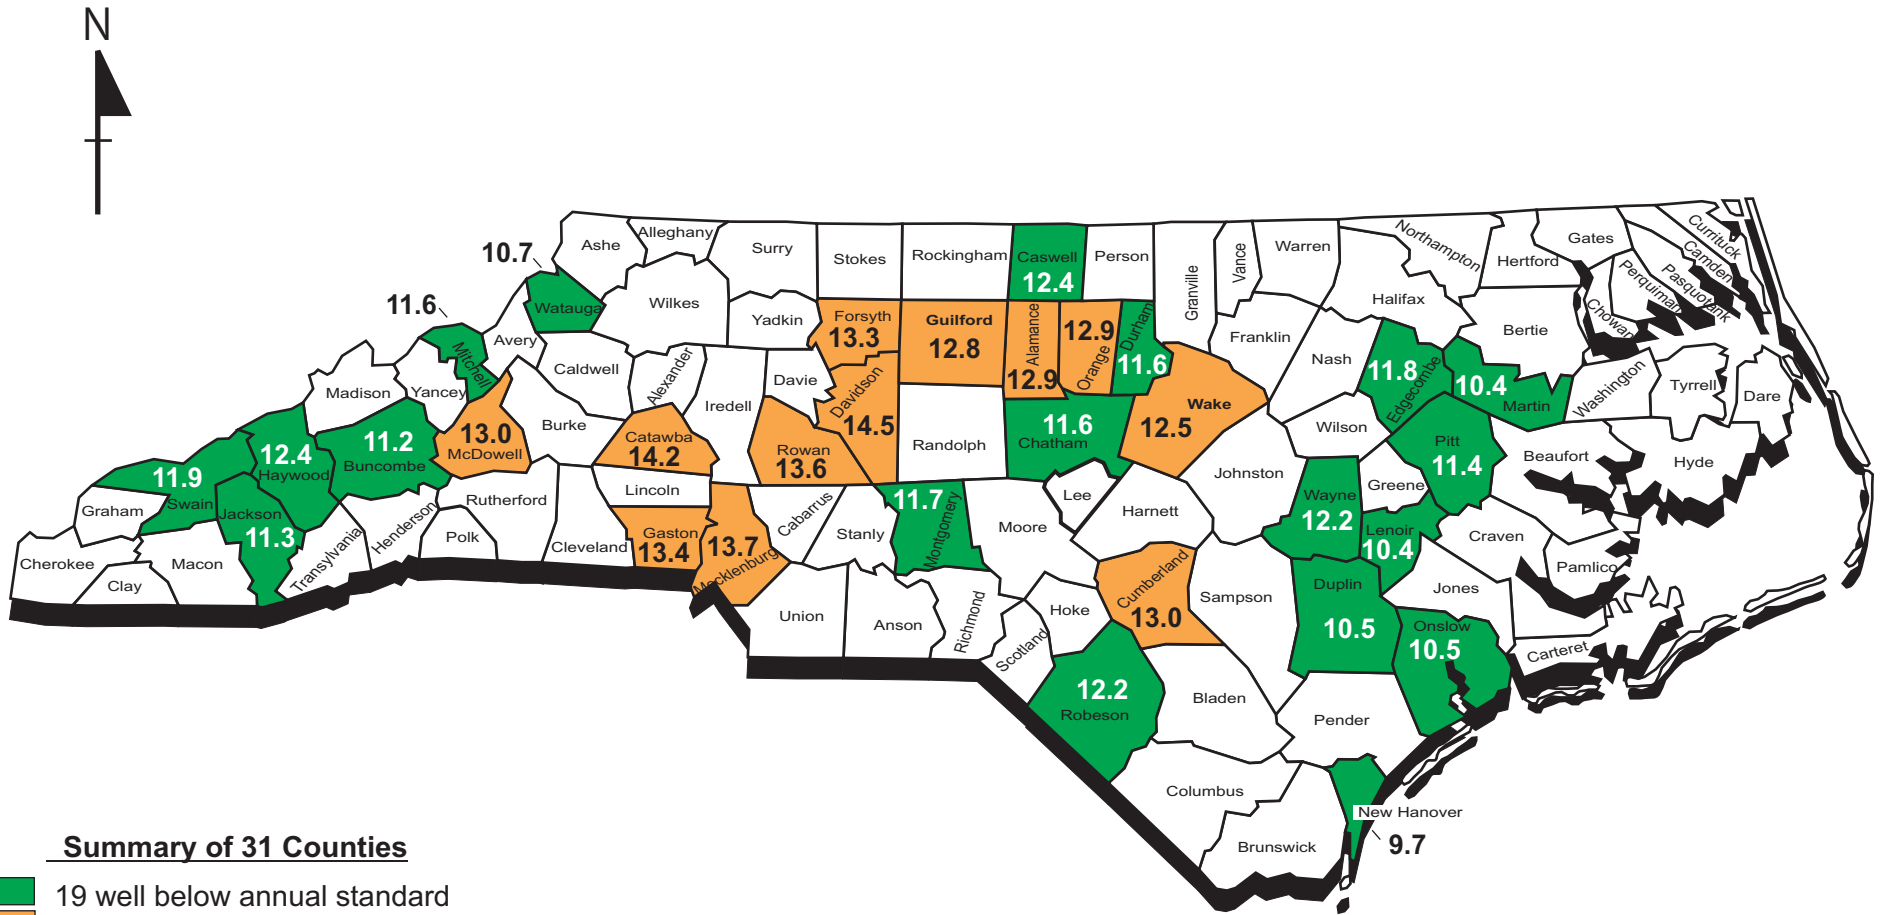 N
Ashe
Alleghany
Surry
Stokes
Rockingham
Caswell
12.4
Person
Granville
Vance
Warren
Northampton
Hertford
Gates
Currituck
Camden
Pasquotank
Perquimans
Chowan
10.7
Watauga
Wilkes
Yadkin
Forsyth
13.3
Guilford
12.8
Alamance
12.9
12.9
Orange
Durham
11.6
Franklin
Halifax
Bertie
11.6
Mitchell
Avery
Caldwell
Alexander
Iredell
Davie
Davidson
14.5
Randolph
11.6
Chatham
Wake
12.5
Nash
11.8
Edgecombe
10.4
Martin
Washington
Tyrrell
Dare
Madison
Yancey
13.0
McDowell
Burke
Catawba
14.2
Rowan
13.6
Wilson
Pitt
11.4
Beaufort
Hyde
11.9
Swain
12.4
Haywood
11.2
Buncombe
Rutherford
Lincoln
Cabarrus
Stanly
11.7
Montgomery
Moore
Lee
Harnett
Johnston
Wayne
12.2
Greene
Lenoir
10.4
Craven
Pamlico
Graham
Jackson
11.3
Transylvania
Henderson
Polk
Cleveland
Gaston
13.4
13.7
Mecklenburg
Cherokee
Clay
Macon
Union
Anson
Richmond
Scotland
Hoke
Cumberland
13.0
Sampson
Duplin
10.5
Jones
Onslow
10.5
Carteret
12.2
Robeson
Bladen
Pender
Columbus
Brunswick
New Hanover
9.7
Summary of 31 Counties
19 well below annual standard